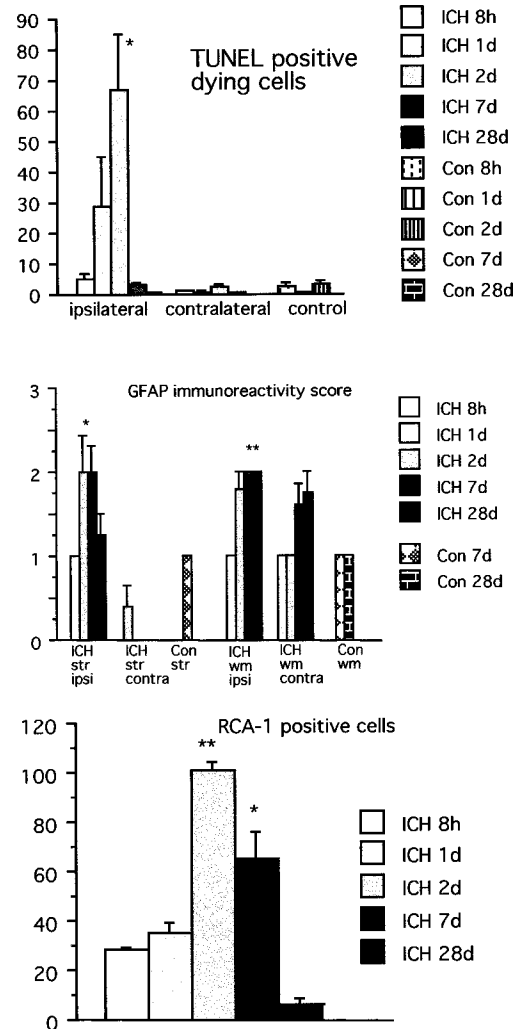 90
80
70
60
50
40
30
20
10
0
*
TUNEL positive
dying cells
ipsilateral contralateral control
ICH 8h
ICH 1d
ICH 2d
ICH 7d
ICH 28d
Con 8h
Con 1d
Con 2d
Con 7d
Con 28d
GFAP immunoreactivity score
3
2
1
0
*
**
ICH str ipsi
ICH str contra
Con str
ICH wm ipsi
ICH wm contra
Con wm
ICH 8h
ICH 1d
ICH 2d
ICH 7d
ICH 28d
Con 7d
Con 28d
RCA-1 positive cells
120
100
80
60
40
20
0
**
*
ICH 8h
ICH 1d
ICH 2d
ICH 7d
ICH 28d